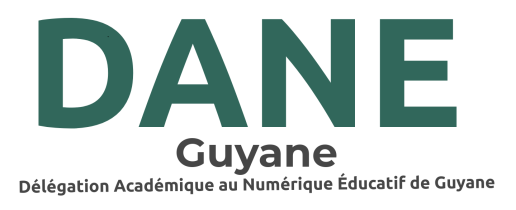 DANE
Guyane
Délégation Académique au Numérique Éducatif de Guyane